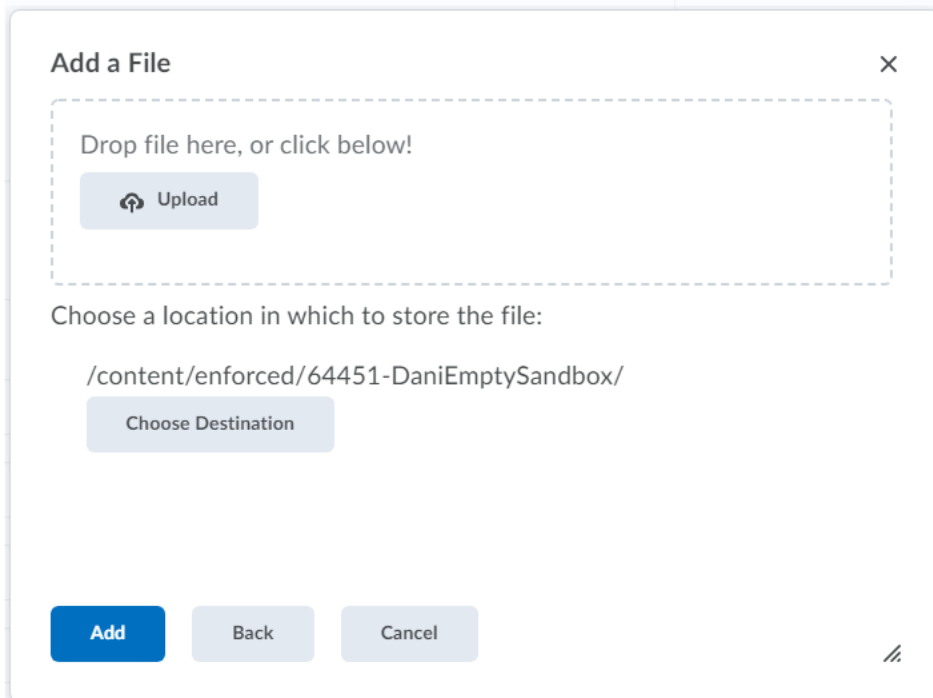 Add a File
Drop file here, or click below!
Upload
Choose a location in which to store the file:
/content/enforced/64451-DaniEmptySandbox/
Choose Destination
Add Back Cancel